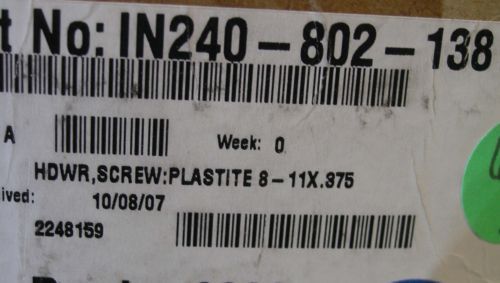 t No: IN240-802-138
A Week: 0
HDWR,SCREW:PLASTITE 8-11X.375
ived: 10/08/07
2248159